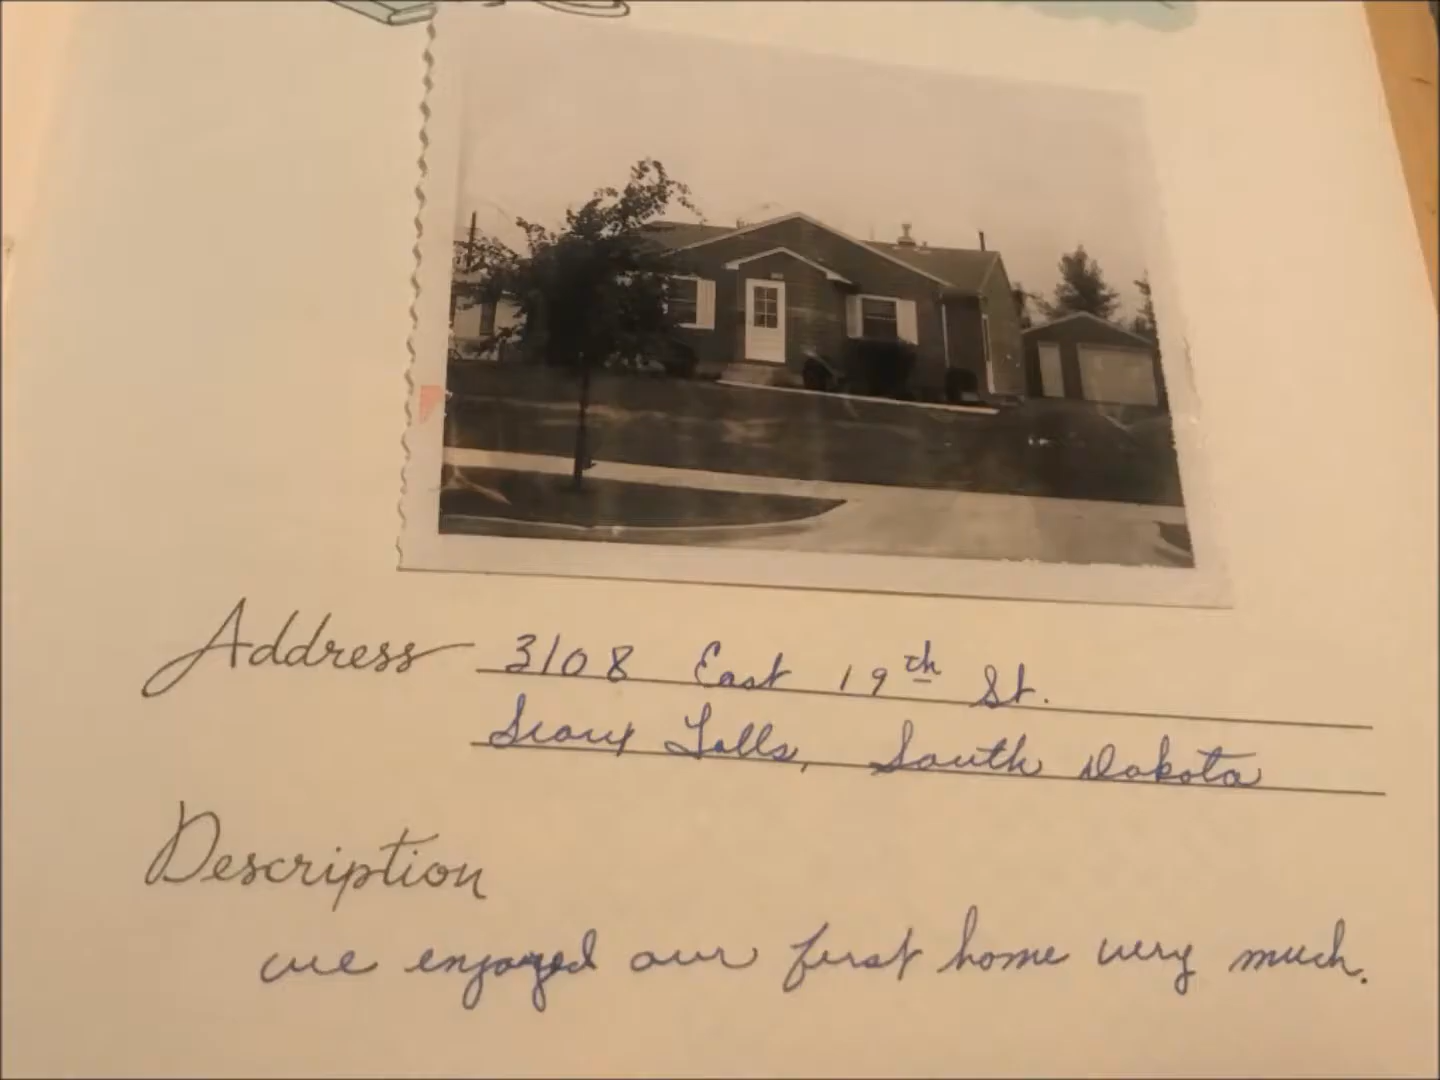 Address 3108 East 19th St.
Sioux Falls, South Dakota
Description
we enjoyed our first home very much.